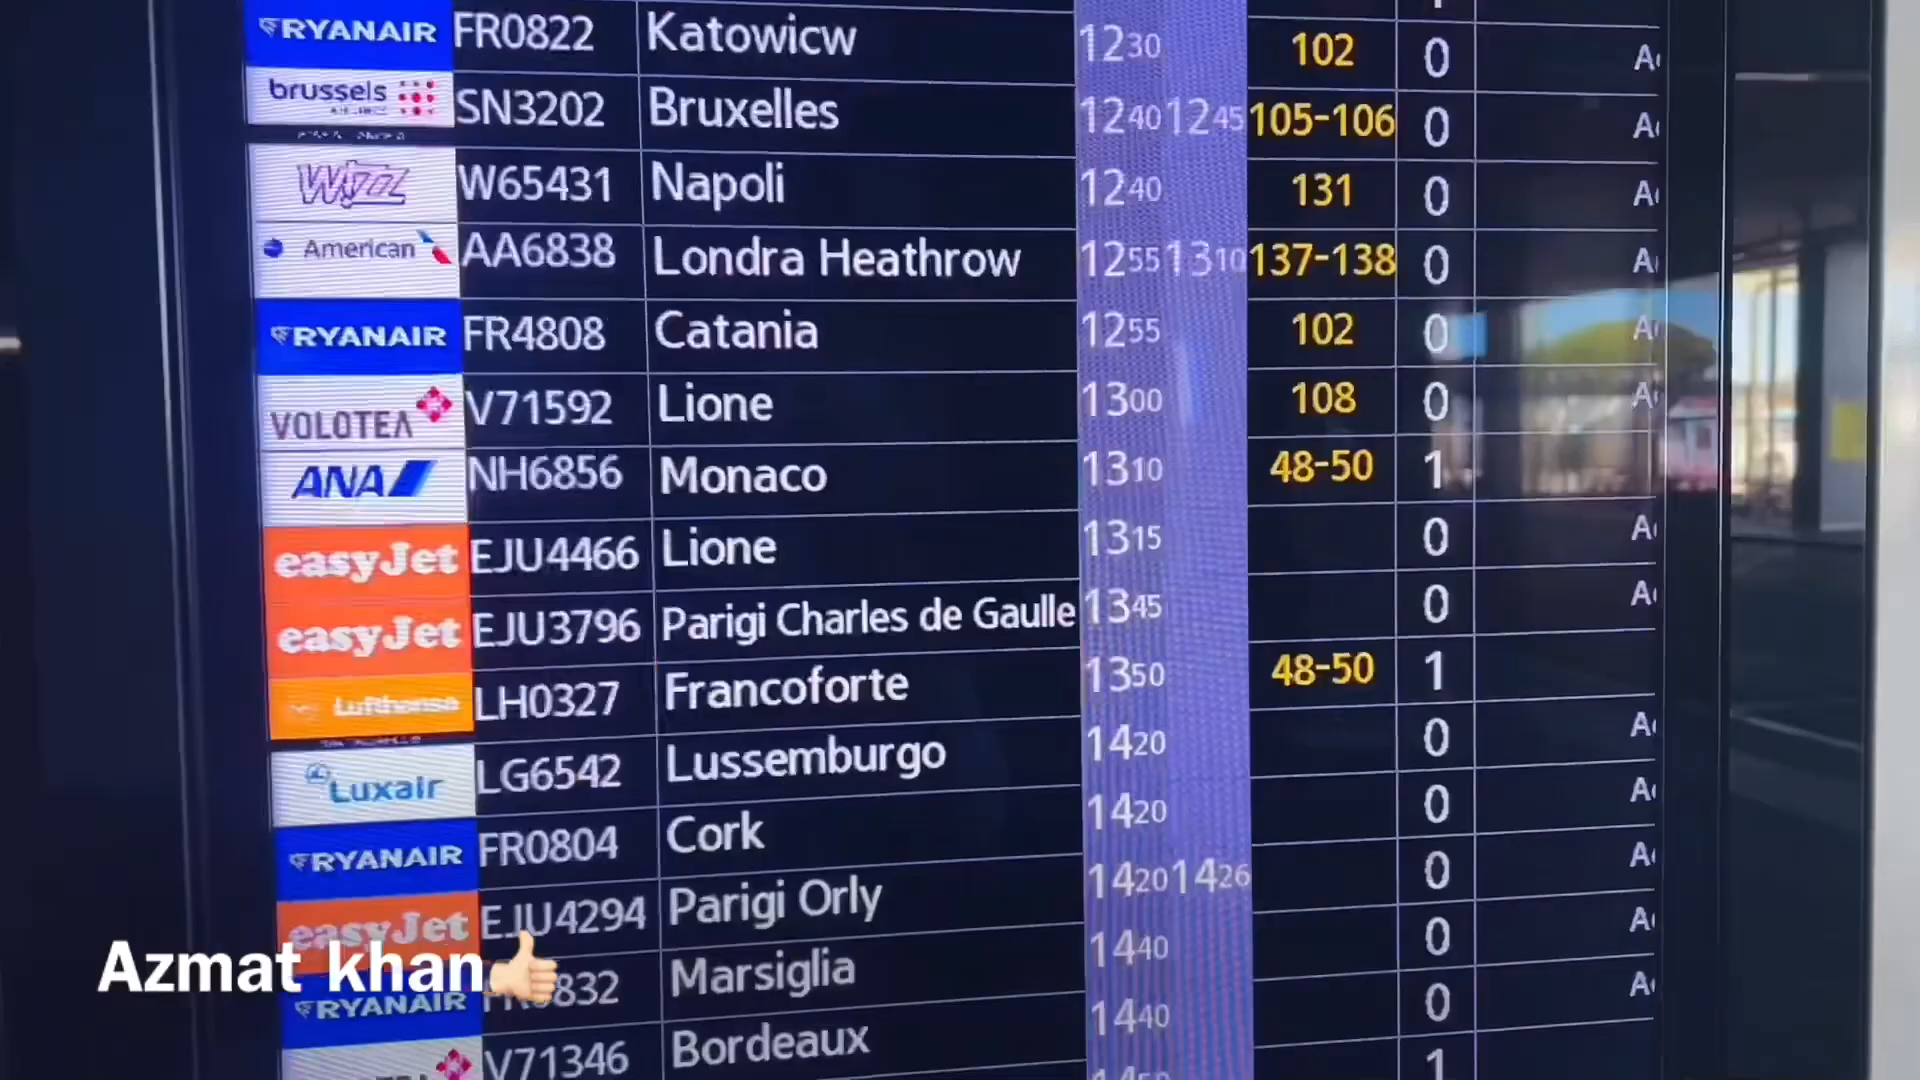 RYANAIR FR0822 Katowicw 1230 102 0
brussels SN3202 Bruxelles 1240 1245 105-106 0
Wizz W65431 Napoli 1240 131 0
American AA6838 Londra Heathrow 1255 1310 137-138 0
RYANAIR FR4808 Catania 1255 102 0
VOLOTEA V71592 Lione 1300 108 0
ANA NH6856 Monaco 1310 48-50 1
easyJet EJU4466 Lione 1315 0
easyJet EJU3796 Parigi Charles de Gaulle 1345 0
Lufthansa LH0327 Francoforte 1350 48-50 1
Luxair LG6542 Lussemburgo 1420 0
RYANAIR FR0804 Cork 1420 0
easyJet EJU4294 Parigi Orly 1420 1426 0
RYANAIR Marsiglia 1440 0
V71346 Bordeaux 1440 0
1
Azmat khan👍🏻